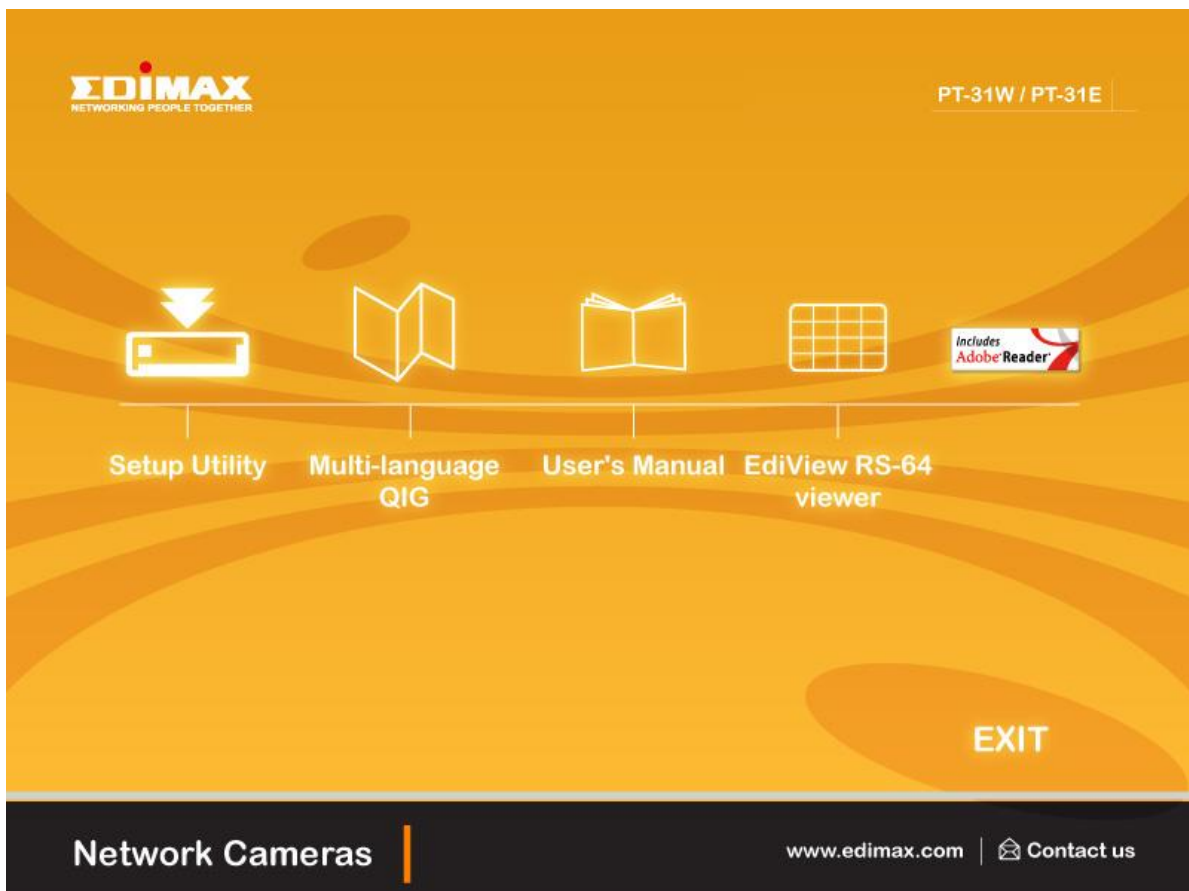 EDIMAX
NETWORKING PEOPLE TOGETHER
PT-31W / PT-31E
Includes
Adobe Reader
Setup Utility
Multi-language
QIG
User's Manual
EdiView RS-64
viewer
EXIT
Network Cameras
www.edimax.com
Contact us